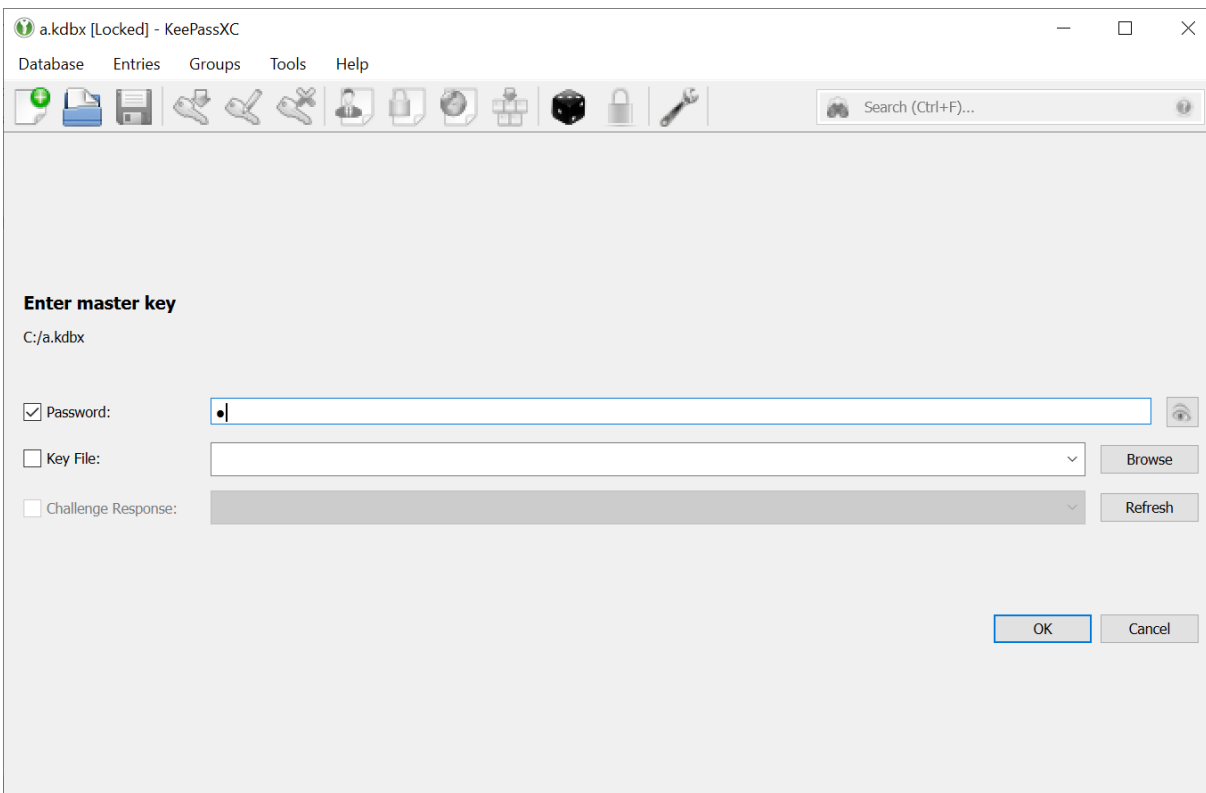 a.kdbx [Locked] - KeePassXC
Database Entries Groups Tools Help
Search (Ctrl+F)...
Enter master key
C:/a.kdbx
Password: ●
Key File: Browse
Challenge Response: Refresh
OK Cancel